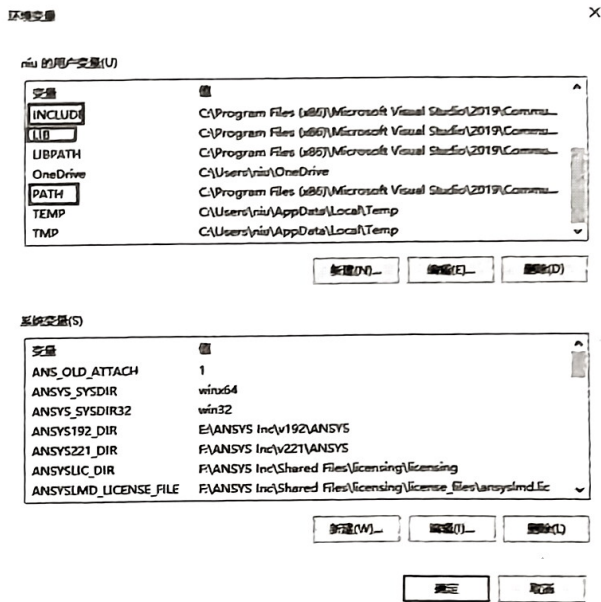 环境变量
niu 的用户变量(U)
变量 值
INCLUDE C:\Program Files (x86)\Microsoft Visual Studio\2019\Commu...
LIB C:\Program Files (x86)\Microsoft Visual Studio\2019\Commu...
LIBPATH C:\Program Files (x86)\Microsoft Visual Studio\2019\Commu...
OneDrive C:\Users\niu\OneDrive
PATH C:\Program Files (x86)\Microsoft Visual Studio\2019\Commu...
TEMP C:\Users\niu\AppData\Local\Temp
TMP C:\Users\niu\AppData\Local\Temp
新建(N)... 编辑(E)... 删除(D)
系统变量(S)
变量 值
ANS_OLD_ATTACH 1
ANSYS_SYSDIR winx64
ANSYS_SYSDIR32 win32
ANSYS192_DIR E:\ANSYS Inc\v192\ANSYS
ANSYS221_DIR F:\ANSYS Inc\v221\ANSYS
ANSYSLIC_DIR F:\ANSYS Inc\Shared Files\licensing\licensing
ANSYSLMD_LICENSE_FILE F:\ANSYS Inc\Shared Files\licensing\license_files\ansyslmd.lic
新建(W)... 编辑(I)... 删除(L)
确定 取消